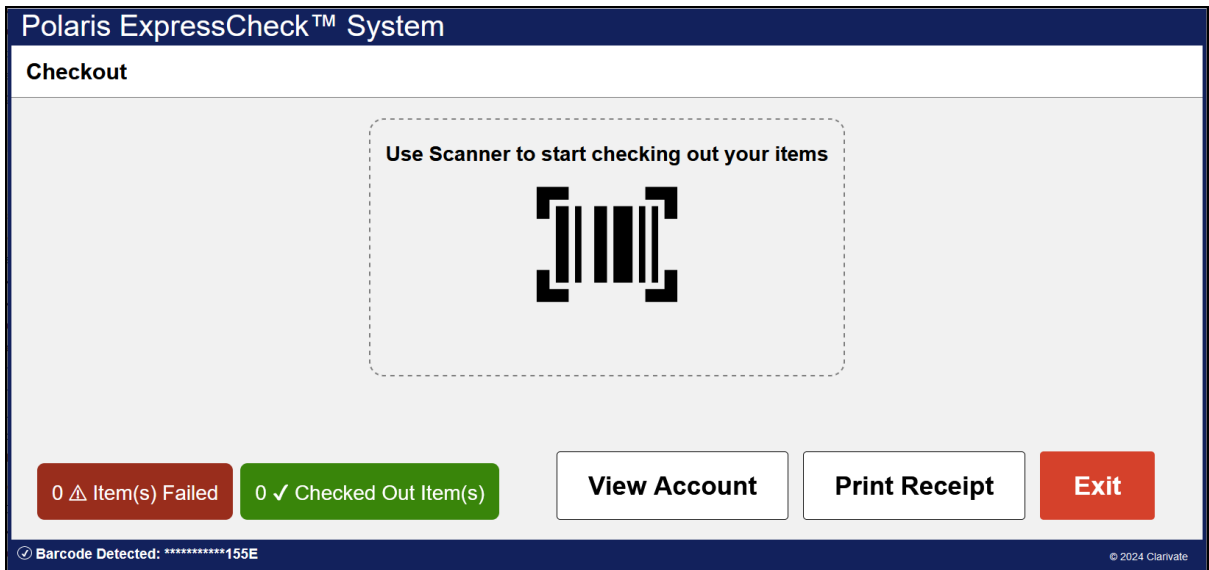 Polaris ExpressCheck™ System
Checkout
Use Scanner to start checking out your items
0 ⚠ Item(s) Failed
0 ✓ Checked Out Item(s)
View Account
Print Receipt
Exit
Barcode Detected: ***********155E
© 2024 Clarivate